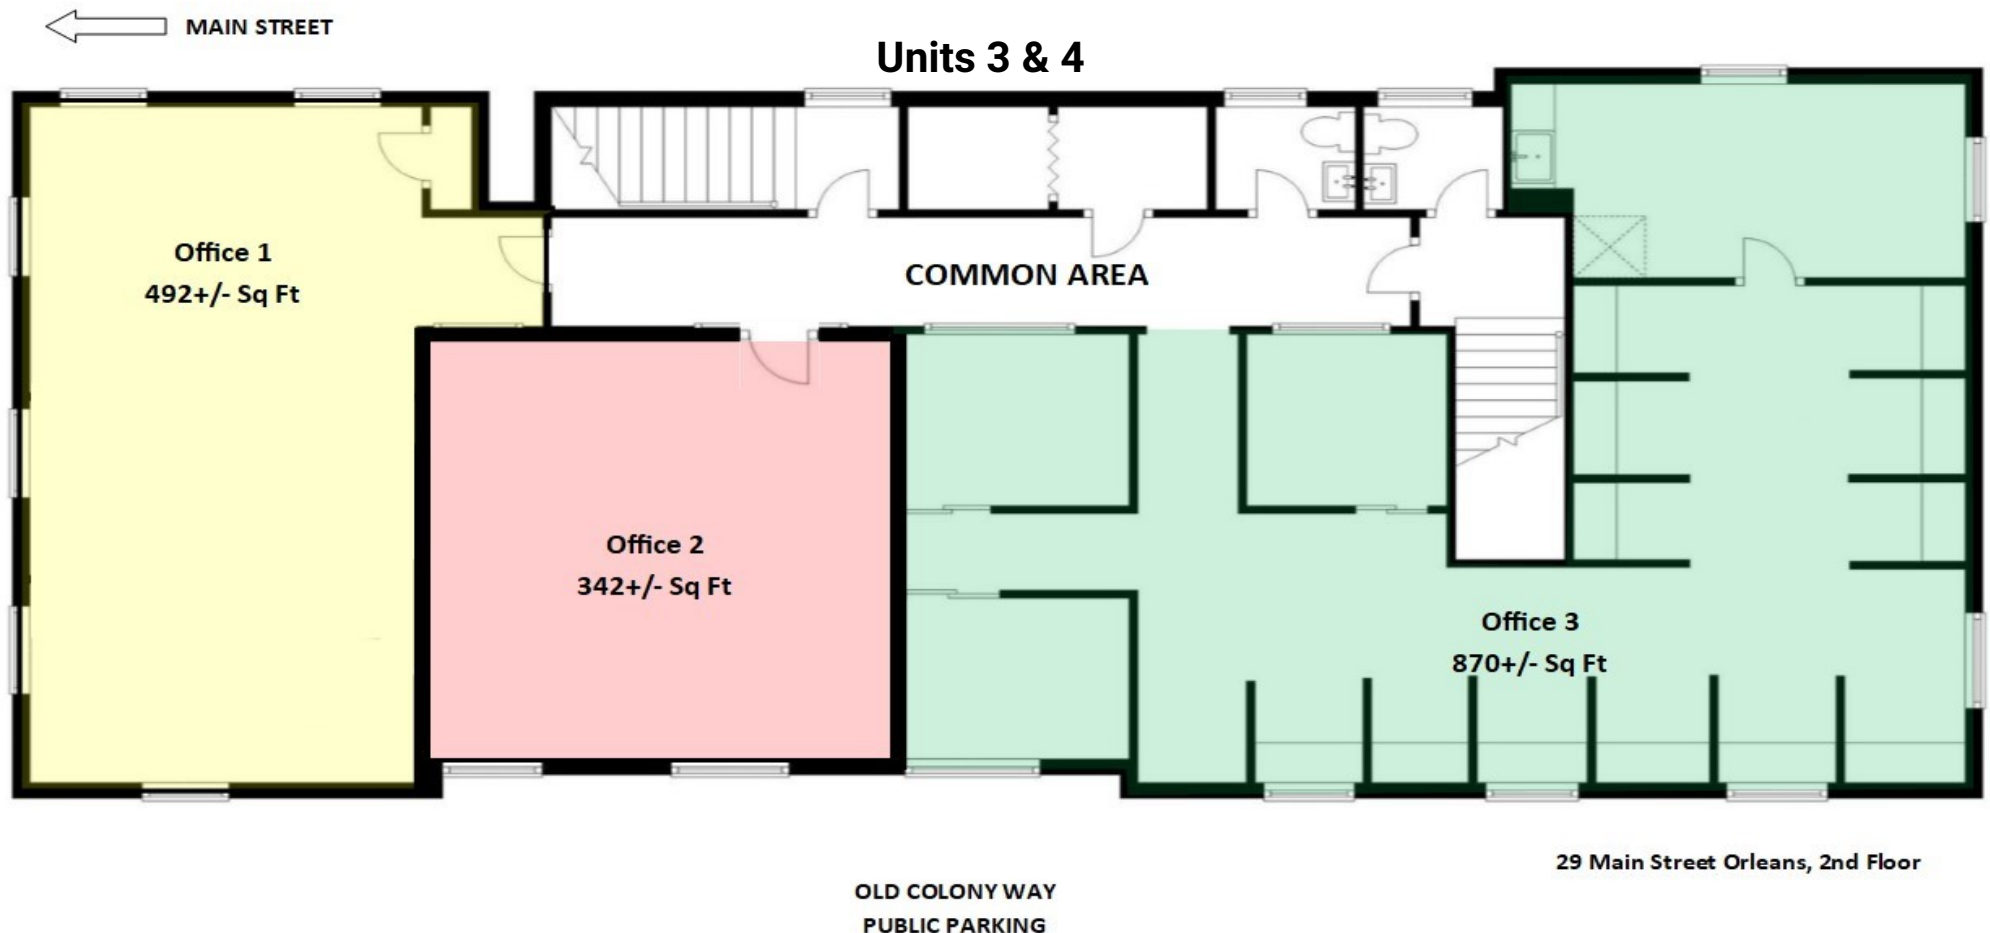 MAIN STREET
Units 3 & 4
Office 1
492+/- Sq Ft
COMMON AREA
Office 2
342+/- Sq Ft
Office 3
870+/- Sq Ft
29 Main Street Orleans, 2nd Floor
OLD COLONY WAY
PUBLIC PARKING